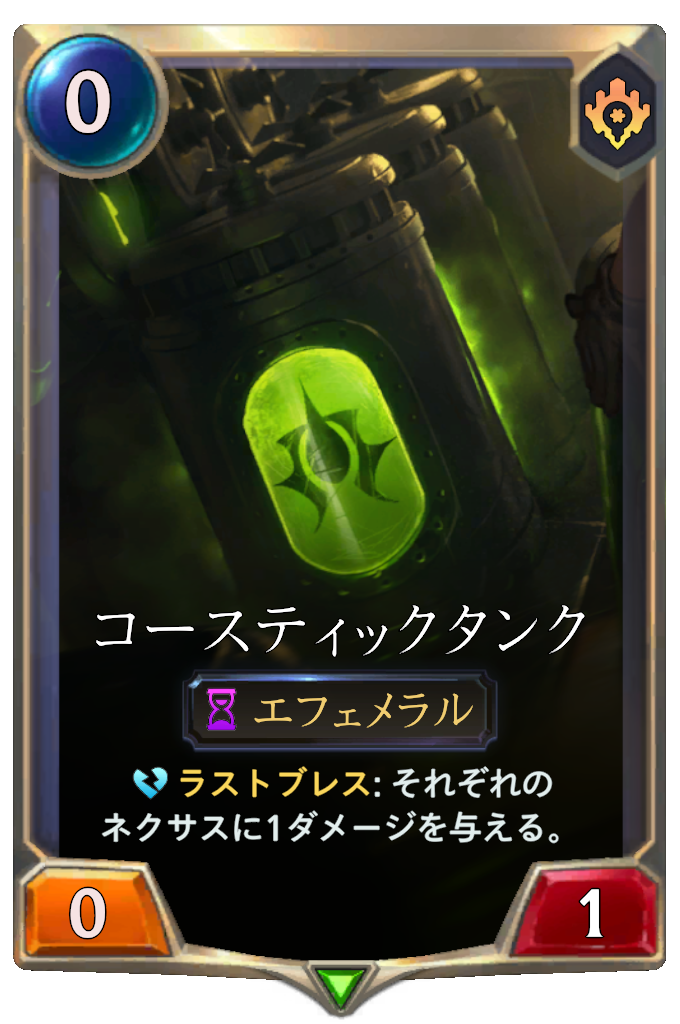 0
コースティックタンク
エフェメラル
ラストブレス: それぞれの
ネクサスに1ダメージを与える。
0
1